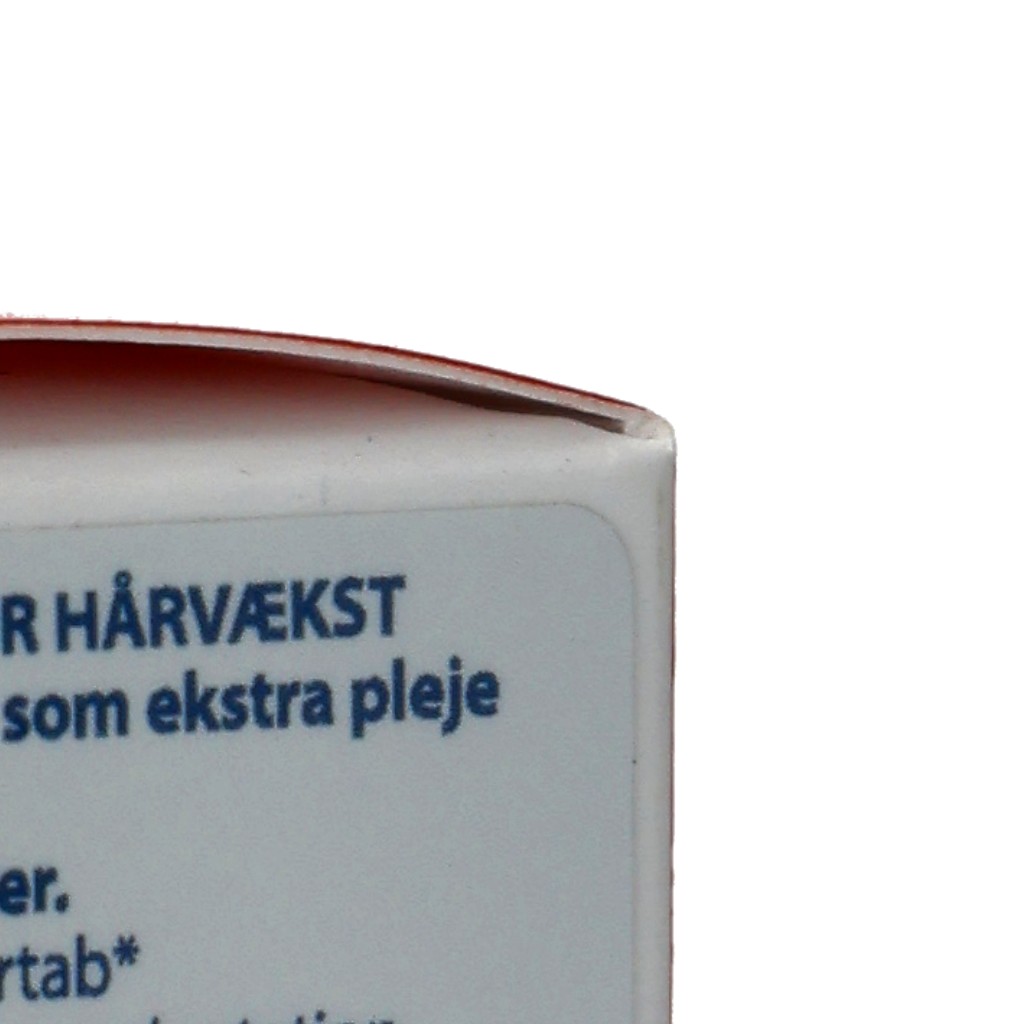 R HÅRVÆKST
som ekstra pleje
er.
rtab*